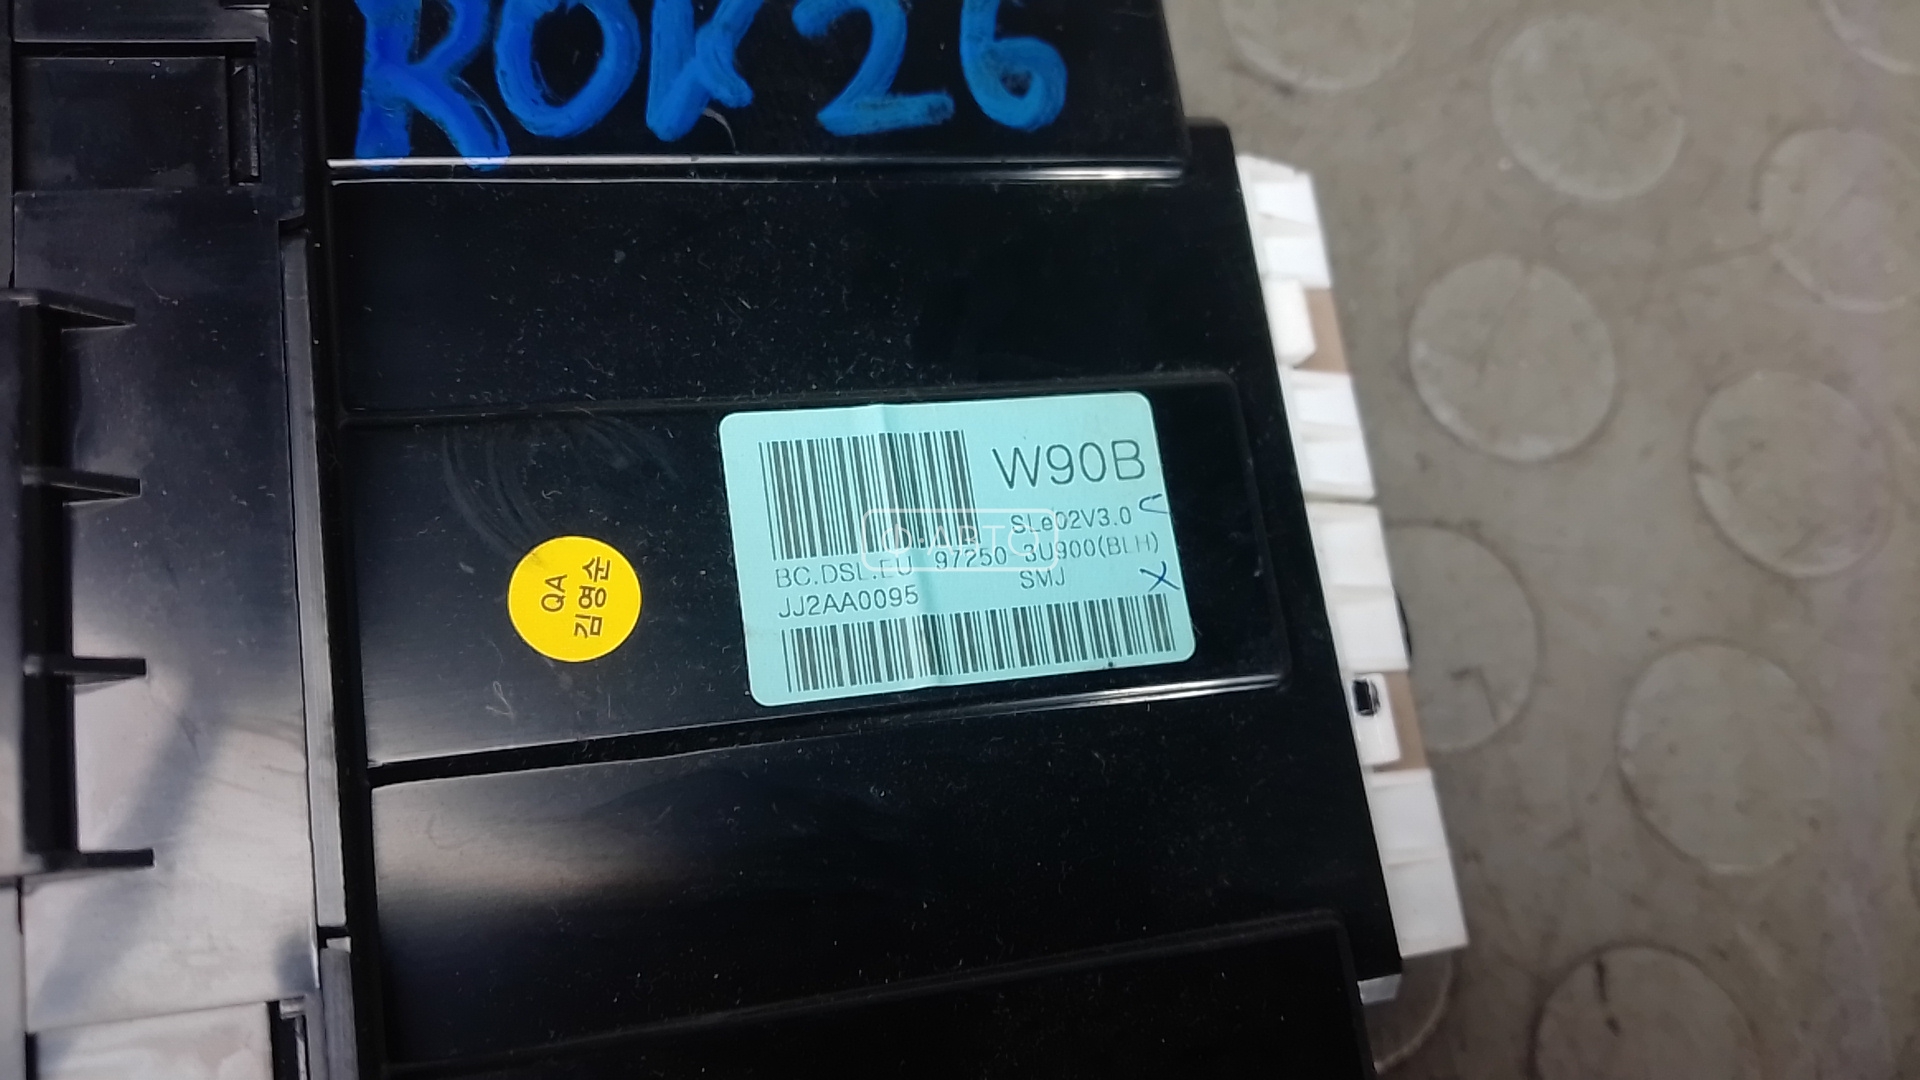 ROK26
W90B
SLe02V3.0
BC.DSL.EU 97250 3U900(BLH)
JJ2AA0095 SMJ
QA
김영순